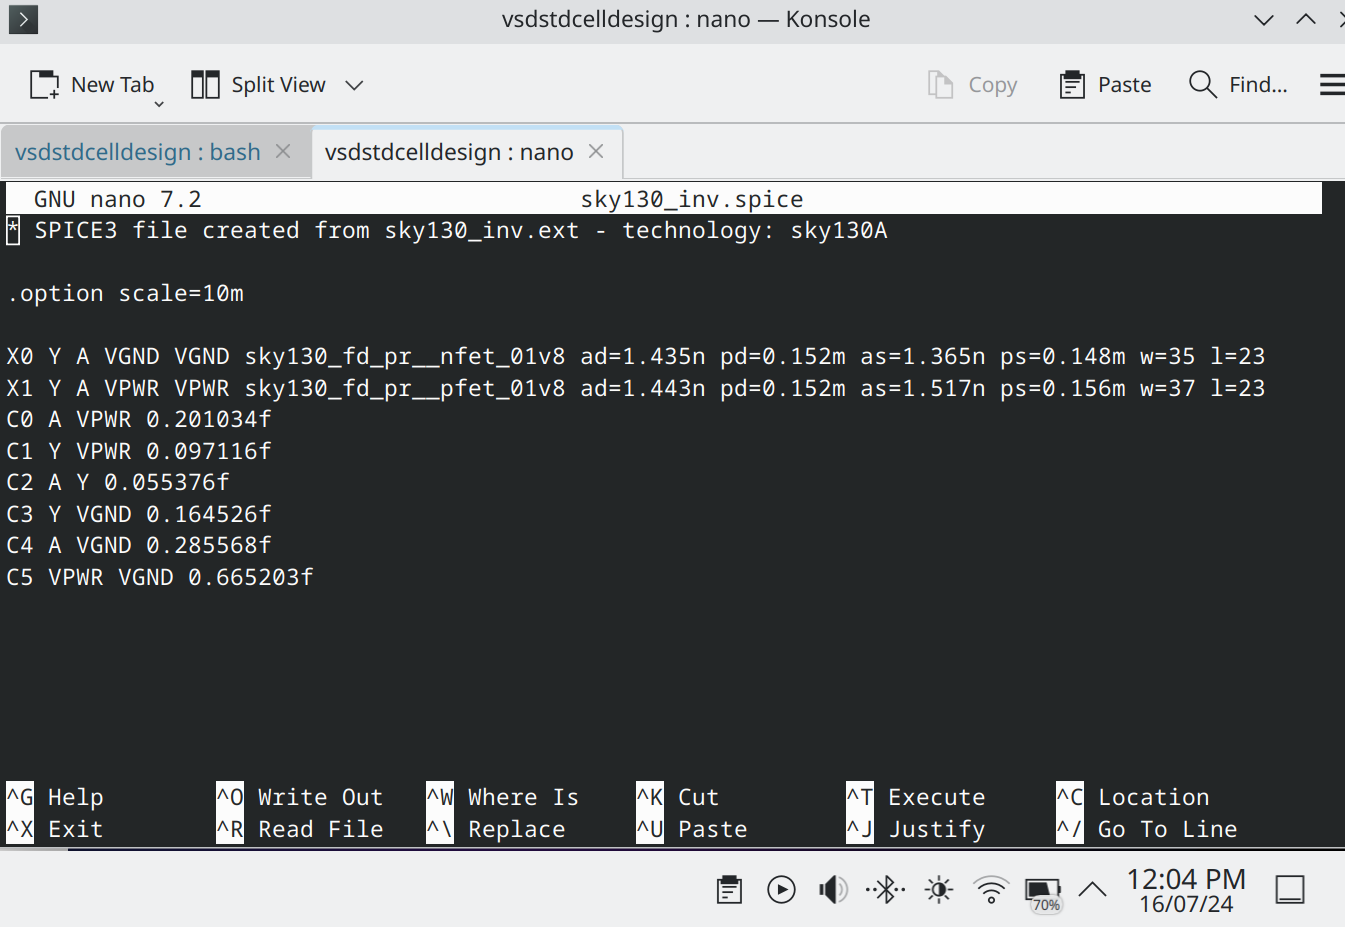 vsdstdcelldesign : nano — Konsole
New Tab Split View Copy Paste Find...
vsdstdcelldesign : bash vsdstdcelldesign : nano
GNU nano 7.2 sky130_inv.spice
* SPICE3 file created from sky130_inv.ext - technology: sky130A
.option scale=10m
X0 Y A VGND VGND sky130_fd_pr__nfet_01v8 ad=1.435n pd=0.152m as=1.365n ps=0.148m w=35 l=23
X1 Y A VPWR VPWR sky130_fd_pr__pfet_01v8 ad=1.443n pd=0.152m as=1.517n ps=0.156m w=37 l=23
C0 A VPWR 0.201034f
C1 Y VPWR 0.097116f
C2 A Y 0.055376f
C3 Y VGND 0.164526f
C4 A VGND 0.285568f
C5 VPWR VGND 0.665203f
^G Help ^O Write Out ^W Where Is ^K Cut ^T Execute ^C Location
^X Exit ^R Read File ^\ Replace ^U Paste ^J Justify ^/ Go To Line
12:04 PM
70% 16/07/24